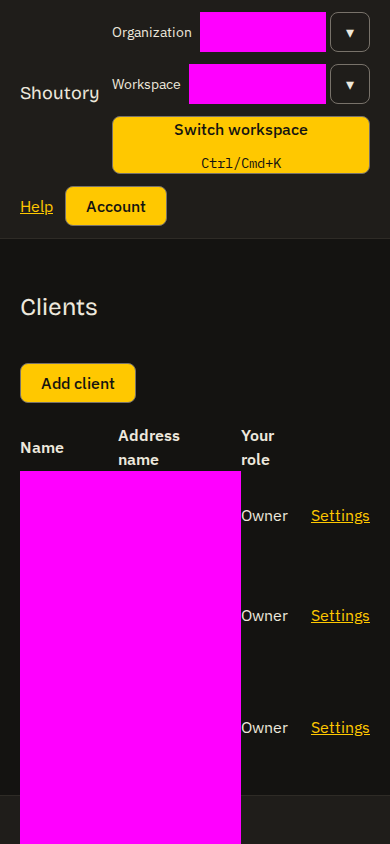 Organization ▾
Shoutory
Workspace ▾
Switch workspace
Ctrl/Cmd+K
Help
Account
Clients
Add client
Name
Address name
Your role
Owner Settings
Owner Settings
Owner Settings